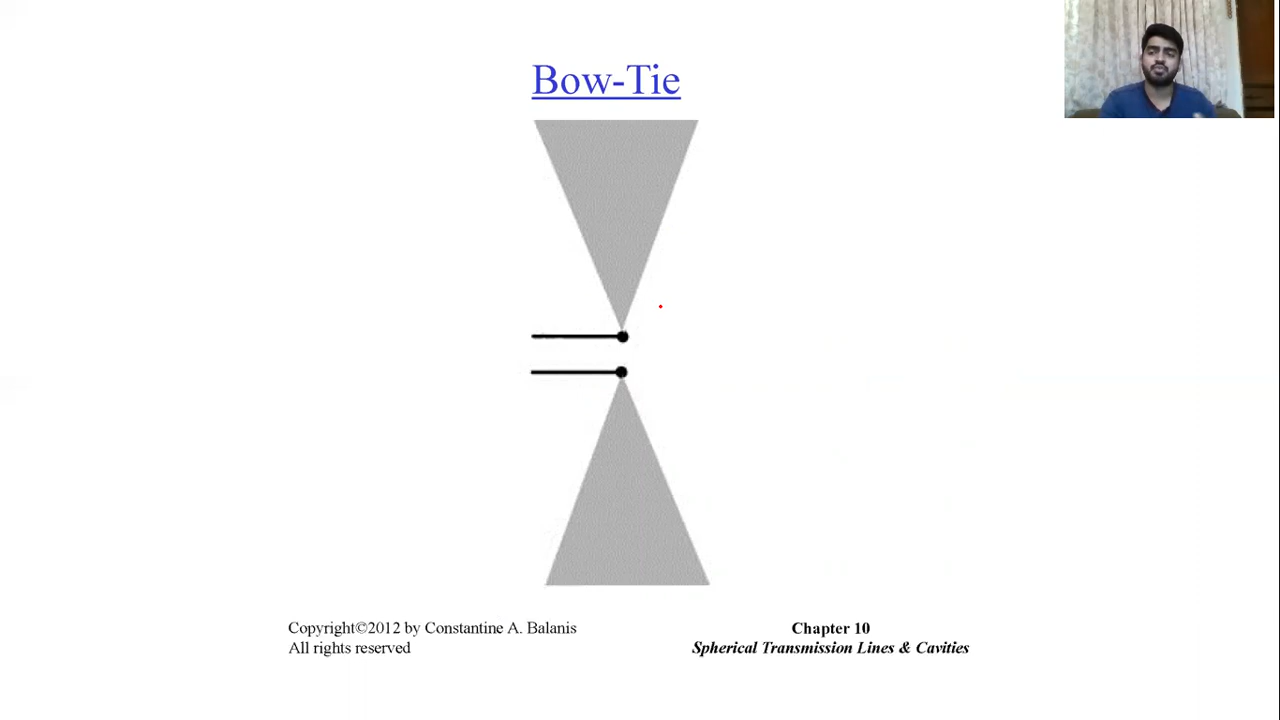 Bow-Tie
Copyright©2012 by Constantine A. Balanis
All rights reserved
Chapter 10
Spherical Transmission Lines & Cavities